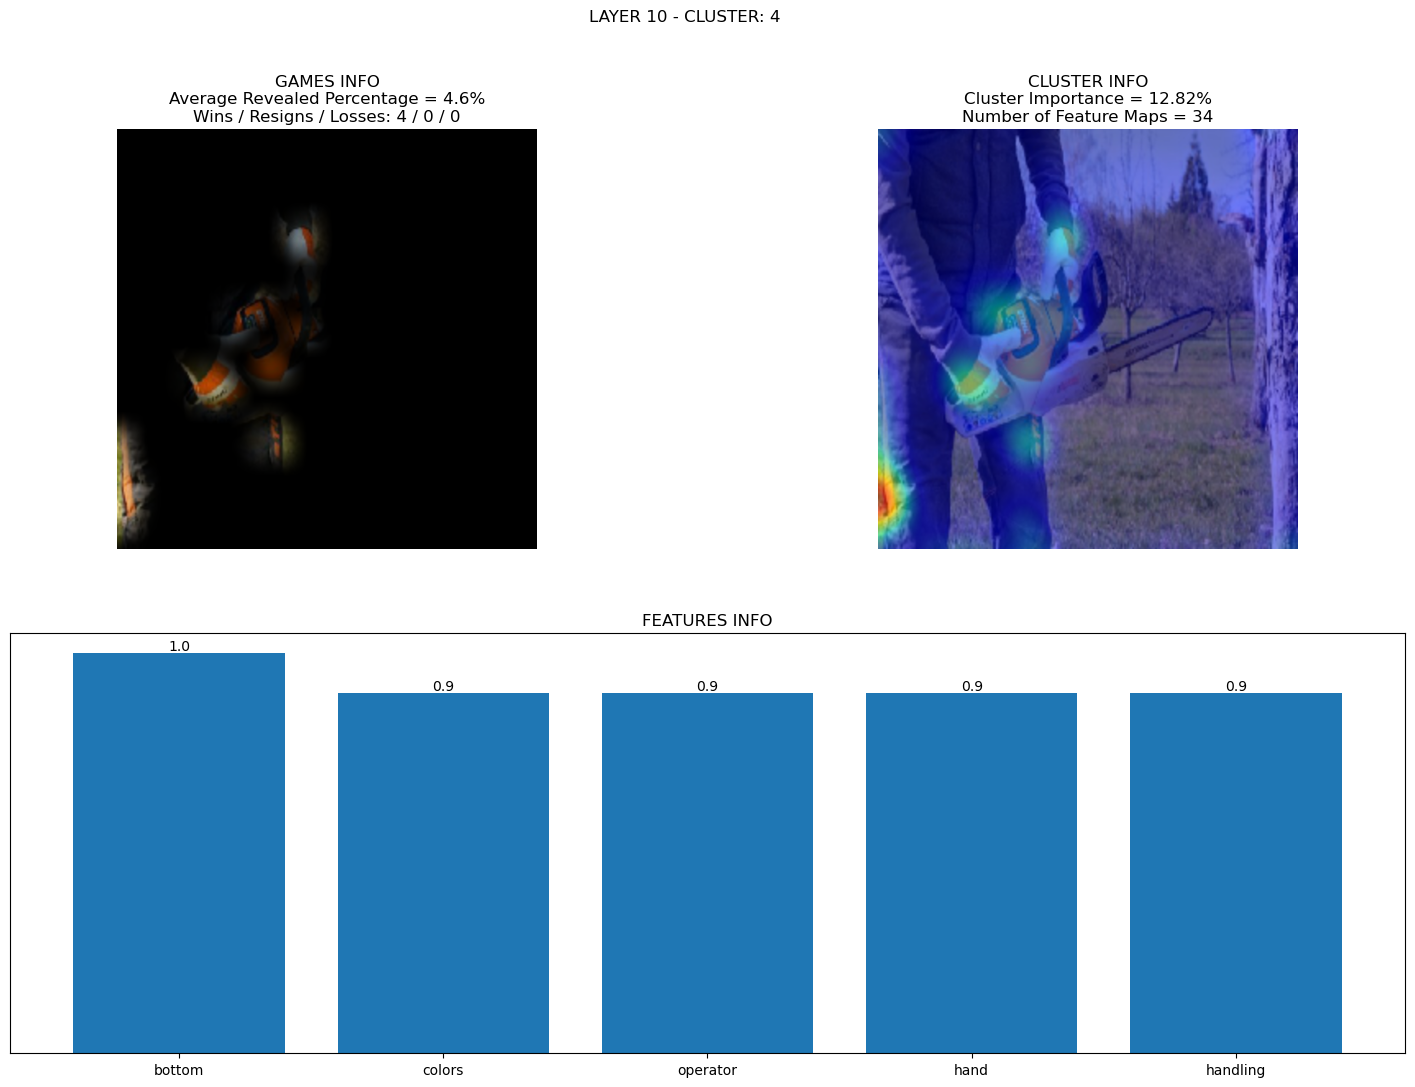 LAYER 10 - CLUSTER: 4
GAMES INFO
Average Revealed Percentage = 4.6%
Wins / Resigns / Losses: 4 / 0 / 0
CLUSTER INFO
Cluster Importance = 12.82%
Number of Feature Maps = 34
FEATURES INFO
1.0
0.9
0.9
0.9
0.9
bottom
colors
operator
hand
handling